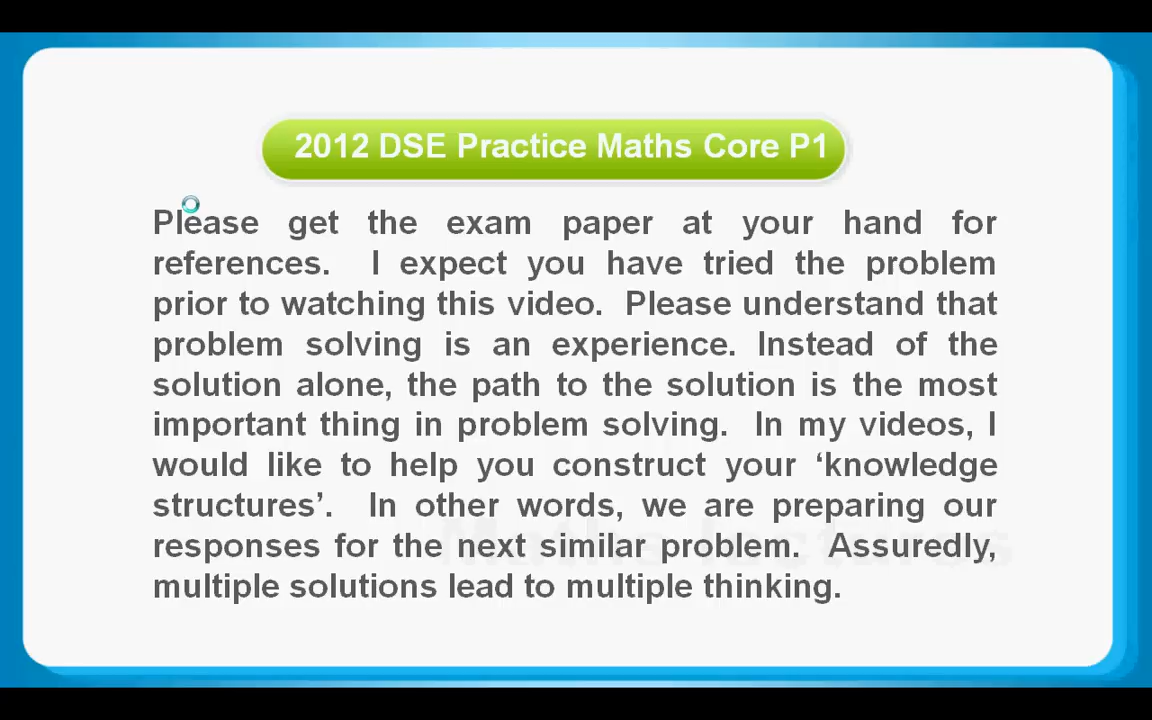 2012 DSE Practice Maths Core P1
Please get the exam paper at your hand for
references. I expect you have tried the problem
prior to watching this video. Please understand that
problem solving is an experience. Instead of the
solution alone, the path to the solution is the most
important thing in problem solving. In my videos, I
would like to help you construct your ‘knowledge
structures’. In other words, we are preparing our
responses for the next similar problem. Assuredly,
multiple solutions lead to multiple thinking.
Maths lectures